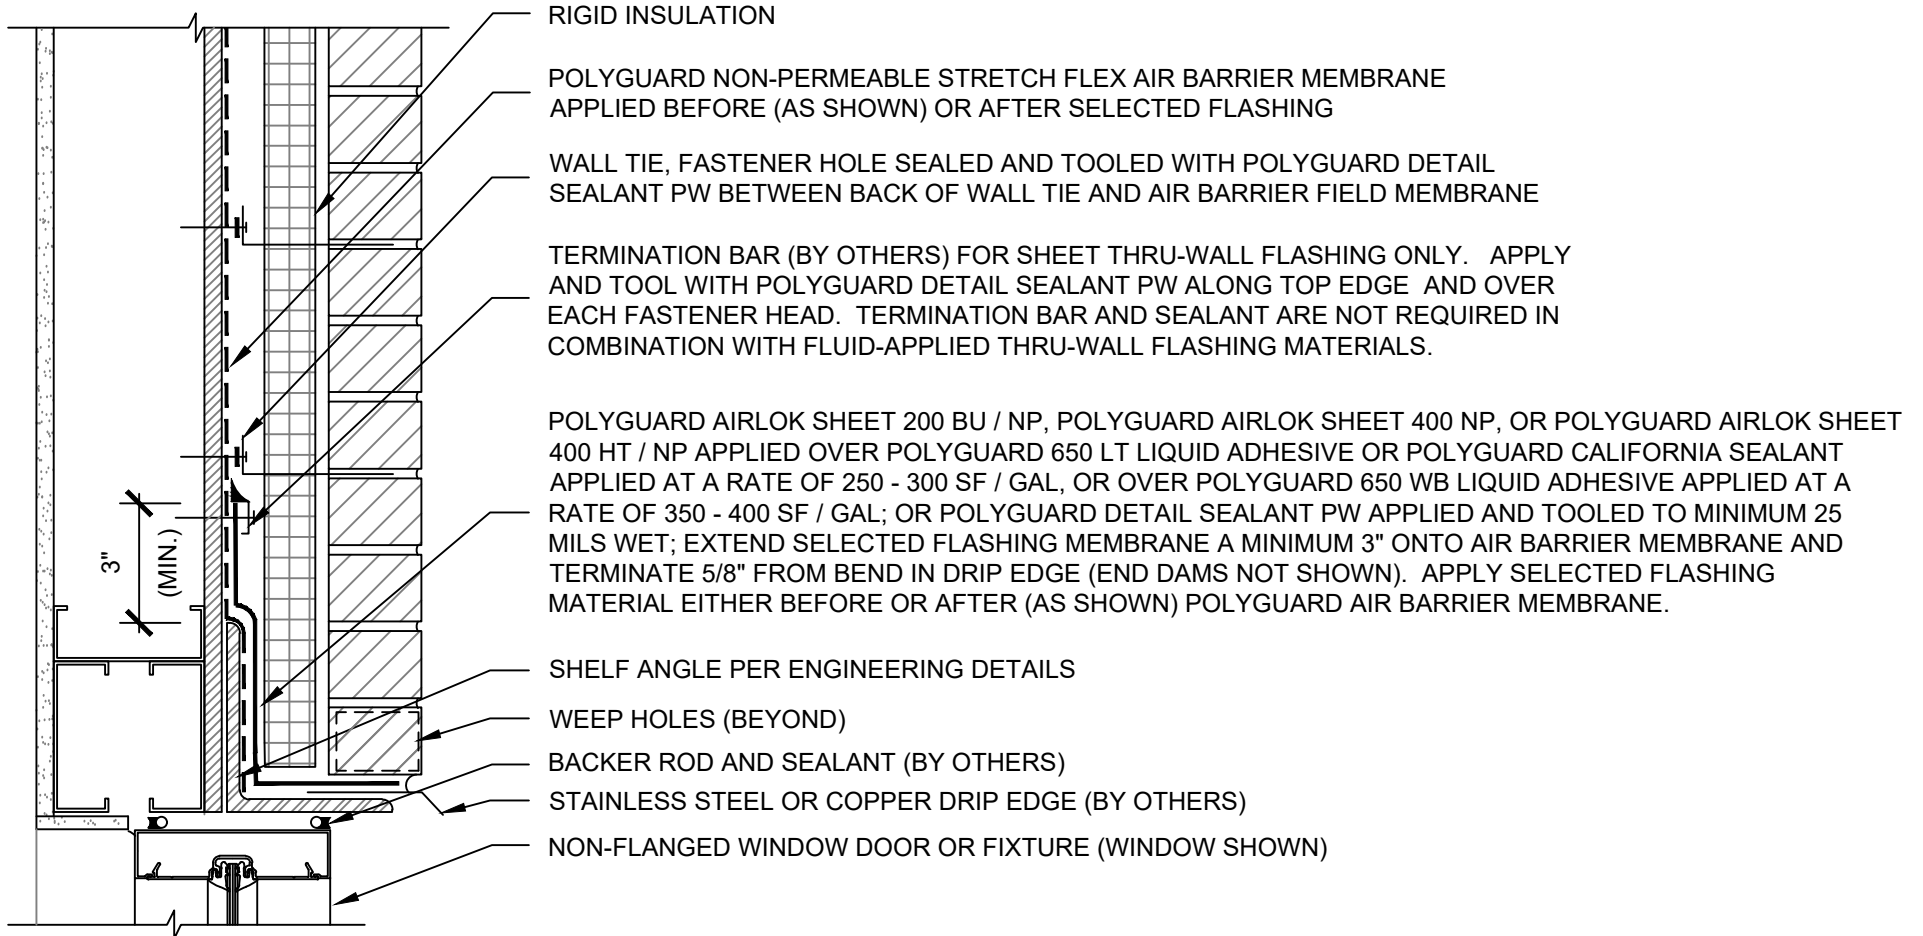 RIGID INSULATION
POLYGUARD NON-PERMEABLE STRETCH FLEX AIR BARRIER MEMBRANE
APPLIED BEFORE (AS SHOWN) OR AFTER SELECTED FLASHING
WALL TIE, FASTENER HOLE SEALED AND TOOLED WITH POLYGUARD DETAIL
SEALANT PW BETWEEN BACK OF WALL TIE AND AIR BARRIER FIELD MEMBRANE
TERMINATION BAR (BY OTHERS) FOR SHEET THRU-WALL FLASHING ONLY. APPLY
AND TOOL WITH POLYGUARD DETAIL SEALANT PW ALONG TOP EDGE AND OVER
EACH FASTENER HEAD. TERMINATION BAR AND SEALANT ARE NOT REQUIRED IN
COMBINATION WITH FLUID-APPLIED THRU-WALL FLASHING MATERIALS.
POLYGUARD AIRLOK SHEET 200 BU / NP, POLYGUARD AIRLOK SHEET 400 NP, OR POLYGUARD AIRLOK SHEET
400 HT / NP APPLIED OVER POLYGUARD 650 LT LIQUID ADHESIVE OR POLYGUARD CALIFORNIA SEALANT
APPLIED AT A RATE OF 250 - 300 SF / GAL, OR OVER POLYGUARD 650 WB LIQUID ADHESIVE APPLIED AT A
RATE OF 350 - 400 SF / GAL; OR POLYGUARD DETAIL SEALANT PW APPLIED AND TOOLED TO MINIMUM 25
MILS WET; EXTEND SELECTED FLASHING MEMBRANE A MINIMUM 3" ONTO AIR BARRIER MEMBRANE AND
TERMINATE 5/8" FROM BEND IN DRIP EDGE (END DAMS NOT SHOWN). APPLY SELECTED FLASHING
MATERIAL EITHER BEFORE OR AFTER (AS SHOWN) POLYGUARD AIR BARRIER MEMBRANE.
3"
(MIN.)
SHELF ANGLE PER ENGINEERING DETAILS
WEEP HOLES (BEYOND)
BACKER ROD AND SEALANT (BY OTHERS)
STAINLESS STEEL OR COPPER DRIP EDGE (BY OTHERS)
NON-FLANGED WINDOW DOOR OR FIXTURE (WINDOW SHOWN)